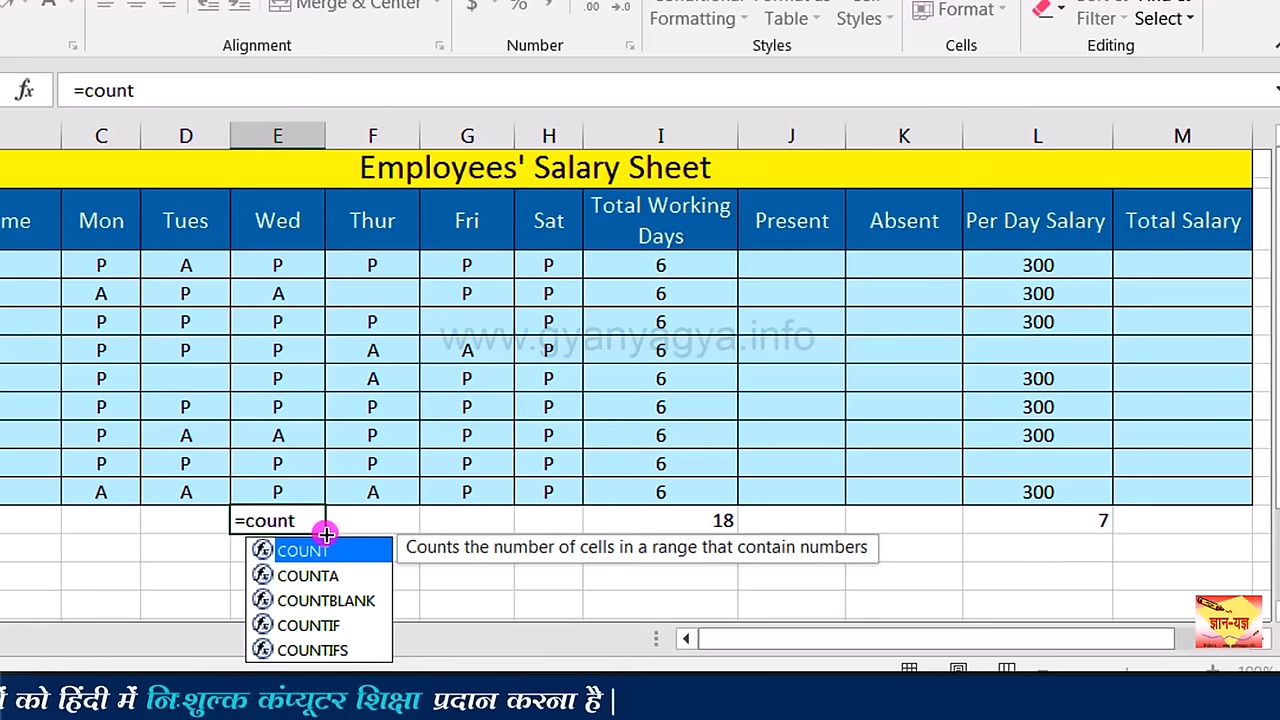 Merge & Center
$ % ,
.00 →.0
Formatting Table Styles Format Filter Select
Alignment Number Styles Cells Editing
fx =count
C D E F G H I J K L M
Employees' Salary Sheet
me Mon Tues Wed Thur Fri Sat Total Working Days Present Absent Per Day Salary Total Salary
P A P P P P 6 300
A P A P P 6 300
P P P P P 6 300
www.gyanyagya.info
P P P A A P 6
P P A P P 6 300
P P P P P P 6 300
P A A P P P 6 300
P P P P P P 6
A A P A P P 6 300
=count 18 7
COUNT Counts the number of cells in a range that contain numbers
COUNTA
COUNTBLANK
COUNTIF
COUNTIFS
ज्ञान-यज्ञ
100%
को हिंदी में निःशुल्क कंप्यूटर शिक्षा प्रदान करना है |